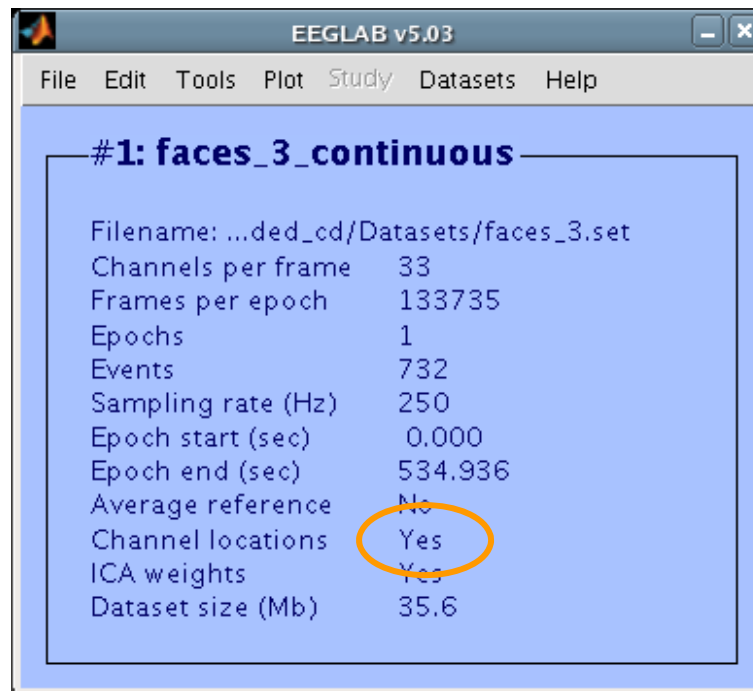 EEGLAB v5.03
File Edit Tools Plot Study Datasets Help
#1: faces_3_continuous
Filename: ...ded_cd/Datasets/faces_3.set
Channels per frame 33
Frames per epoch 133735
Epochs 1
Events 732
Sampling rate (Hz) 250
Epoch start (sec) 0.000
Epoch end (sec) 534.936
Average reference No
Channel locations Yes
ICA weights Yes
Dataset size (Mb) 35.6